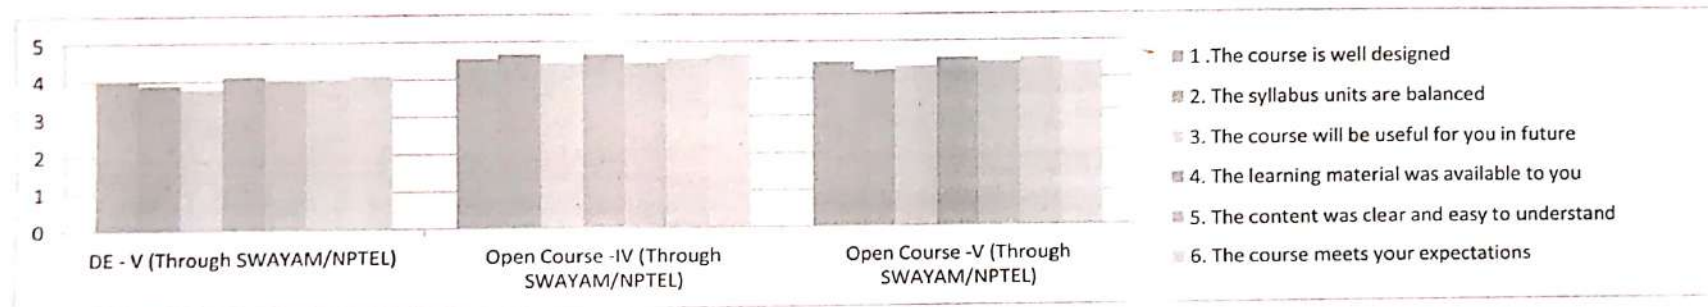 5
4
3
2
1
0
DE - V (Through SWAYAM/NPTEL)
Open Course -IV (Through
SWAYAM/NPTEL)
Open Course -V (Through
SWAYAM/NPTEL)
1 .The course is well designed
2. The syllabus units are balanced
3. The course will be useful for you in future
4. The learning material was available to you
5. The content was clear and easy to understand
6. The course meets your expectations